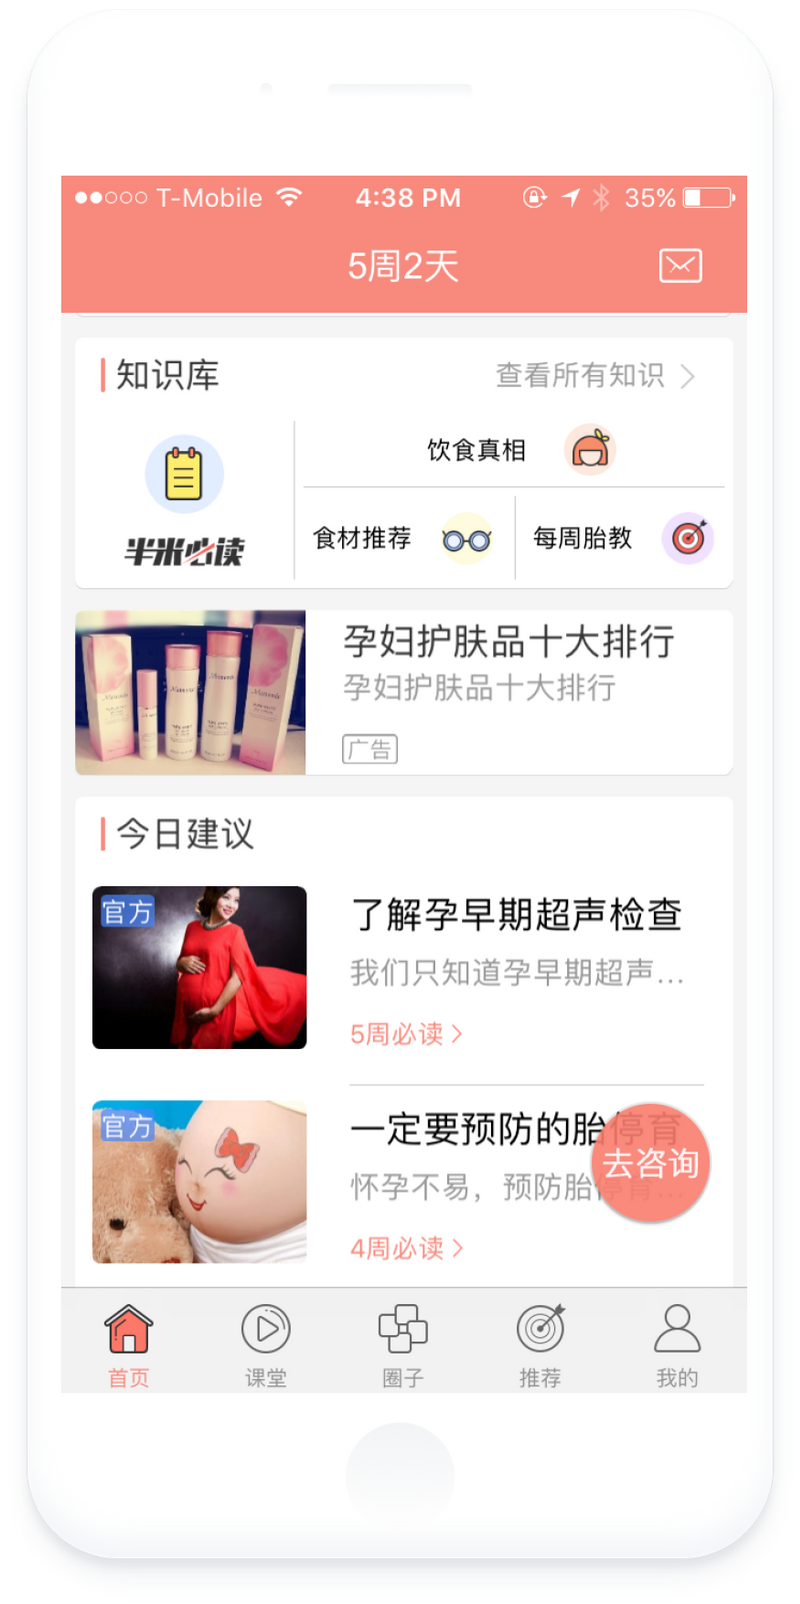 T-Mobile 4:38 PM 35%
5周2天
知识库 查看所有知识
饮食真相
半米必读
食材推荐 每周胎教
孕妇护肤品十大排行
孕妇护肤品十大排行
广告
今日建议
官方
了解孕早期超声检查
我们只知道孕早期超声...
5周必读
官方
一定要预防的胎停育
怀孕不易，预防胎停育...
去咨询
4周必读
首页 课堂 圈子 推荐 我的